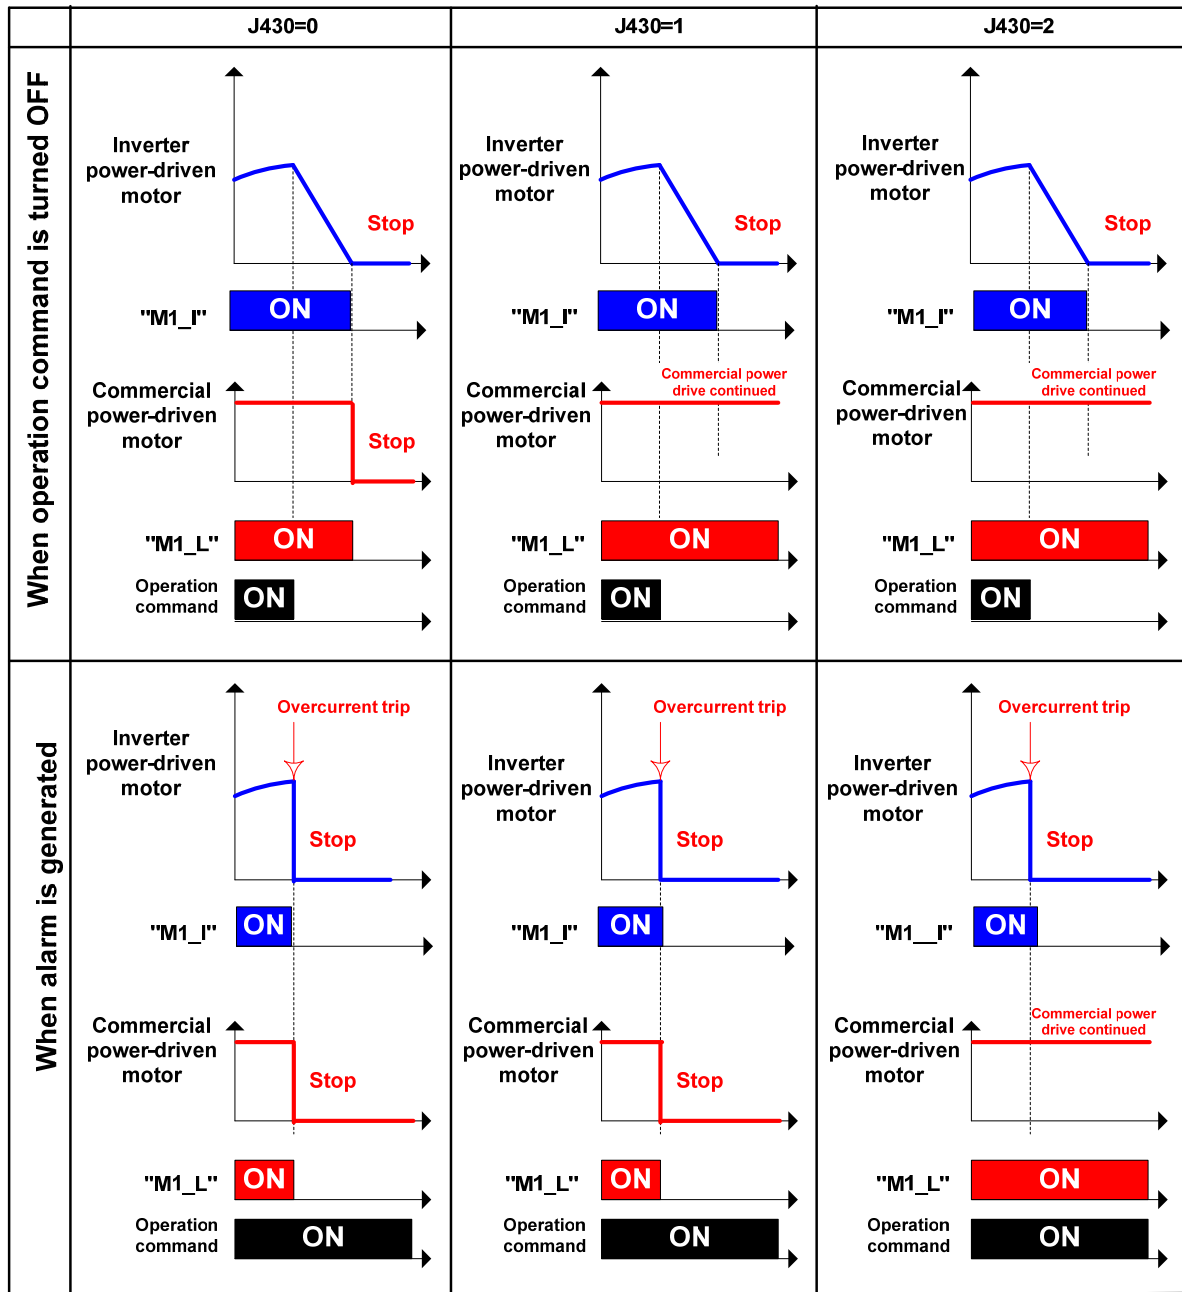 J430=0
J430=1
J430=2
When operation command is turned OFF
Inverter
power-driven
motor
Stop
"M1_I"
ON
Commercial
power-driven
motor
Stop
"M1_L"
ON
Operation
command
ON
Inverter
power-driven
motor
Stop
"M1_I"
ON
Commercial
power-driven
motor
Commercial power
drive continued
"M1_L"
ON
Operation
command
ON
Inverter
power-driven
motor
Stop
"M1_I"
ON
Commercial
power-driven
motor
Commercial power
drive continued
"M1_L"
ON
Operation
command
ON
When alarm is generated
Overcurrent trip
Inverter
power-driven
motor
Stop
"M1_I"
ON
Commercial
power-driven
motor
Stop
"M1_L"
ON
Operation
command
ON
Overcurrent trip
Inverter
power-driven
motor
Stop
"M1_I"
ON
Commercial
power-driven
motor
Stop
"M1_L"
ON
Operation
command
ON
Overcurrent trip
Inverter
power-driven
motor
Stop
"M1__I"
ON
Commercial
power-driven
motor
Commercial power
drive continued
"M1_L"
ON
Operation
command
ON